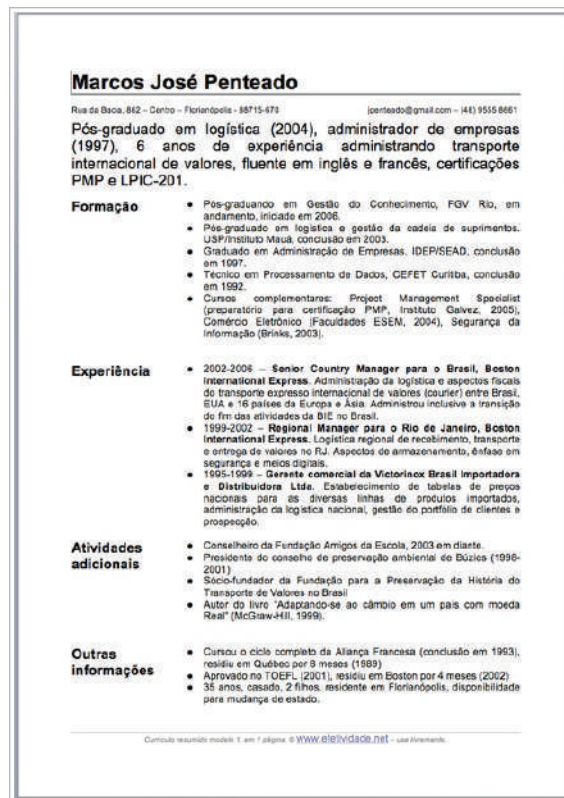 Marcos José Penteado
Rua da Bacia, 862 – Centro – Florianópolis - 98715-670 jpenteado@gmail.com – (48) 9555 8661
Pós-graduado em logística (2004), administrador de empresas
(1997), 6 anos de experiência administrando transporte
internacional de valores, fluente em inglês e francês, certificações
PMP e LPIC-201.
Formação
● Pós-graduando em Gestão do Conhecimento, FGV Rio, em
andamento, iniciado em 2006.
● Pós-graduado em logística e gestão da cadeia de suprimentos.
USP/Instituto Mauá, conclusão em 2003.
● Graduado em Administração de Empresas. IDEP/SEAD, conclusão
em 1997.
● Técnico em Processamento de Dados, CEFET Curitiba, conclusão
em 1992.
● Cursos complementares: Project Management Specialist
(preparatório para certificação PMP, Instituto Galvez, 2005),
Comércio Eletrônico (Faculdades ESEM, 2004), Segurança da
Informação (Brinks, 2003).
Experiência
● 2002-2006 – Senior Country Manager para o Brasil, Boston
International Express. Administração da logística e aspectos fiscais
do transporte expresso internacional de valores (courier) entre Brasil,
EUA e 16 países da Europa e Ásia. Administrou inclusive a transição
do fim das atividades da BIE no Brasil.
● 1999-2002 – Regional Manager para o Rio de Janeiro, Boston
International Express. Logística regional de recebimento, transporte
e entrega de valores no RJ. Aspectos de armazenamento, ênfase em
segurança e meios digitais.
● 1995-1999 – Gerente comercial da Victorinox Brasil Importadora
e Distribuidora Ltda. Estabelecimento de tabelas de preços
nacionais para as diversas linhas de produtos importados,
administração da logística nacional, gestão do portfólio de clientes e
prospecção.
Atividades
adicionais
● Conselheiro da Fundação Amigos da Escola, 2003 em diante.
● Presidente do conselho de preservação ambiental de Búzios (1998-
2001)
● Sócio-fundador da Fundação para a Preservação da História do
Transporte de Valores no Brasil
● Autor do livro "Adaptando-se ao câmbio em um país com moeda
Real" (McGraw-Hill, 1999).
Outras
informações
● Cursou o ciclo completo da Aliança Francesa (conclusão em 1993),
residiu em Québec por 6 meses (1989)
● Aprovado no TOEFL (2001), residiu em Boston por 4 meses (2002)
● 35 anos, casado, 2 filhos, residente em Florianópolis, disponibilidade
para mudança de estado.
Currículo resumido modelo 1, em 1 página. © www.efetividade.net – use livremente.